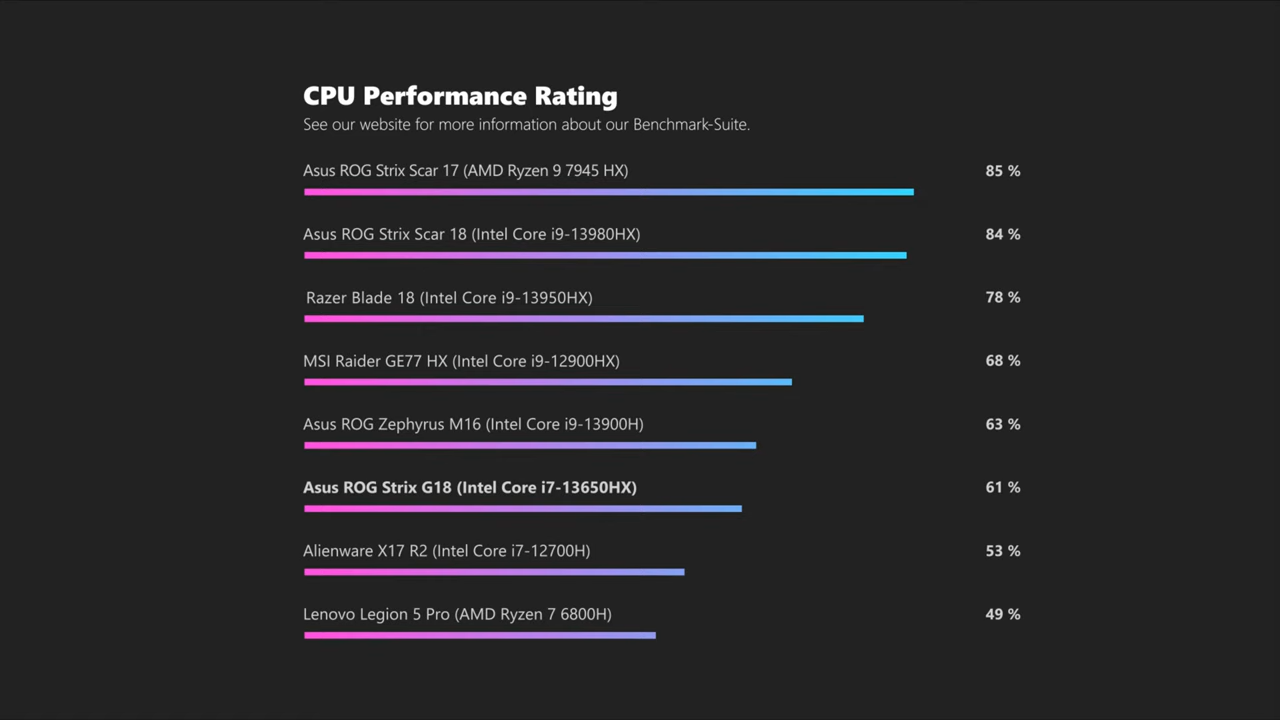 CPU Performance Rating
See our website for more information about our Benchmark-Suite.
Asus ROG Strix Scar 17 (AMD Ryzen 9 7945 HX) 85 %
Asus ROG Strix Scar 18 (Intel Core i9-13980HX) 84 %
Razer Blade 18 (Intel Core i9-13950HX) 78 %
MSI Raider GE77 HX (Intel Core i9-12900HX) 68 %
Asus ROG Zephyrus M16 (Intel Core i9-13900H) 63 %
Asus ROG Strix G18 (Intel Core i7-13650HX) 61 %
Alienware X17 R2 (Intel Core i7-12700H) 53 %
Lenovo Legion 5 Pro (AMD Ryzen 7 6800H) 49 %